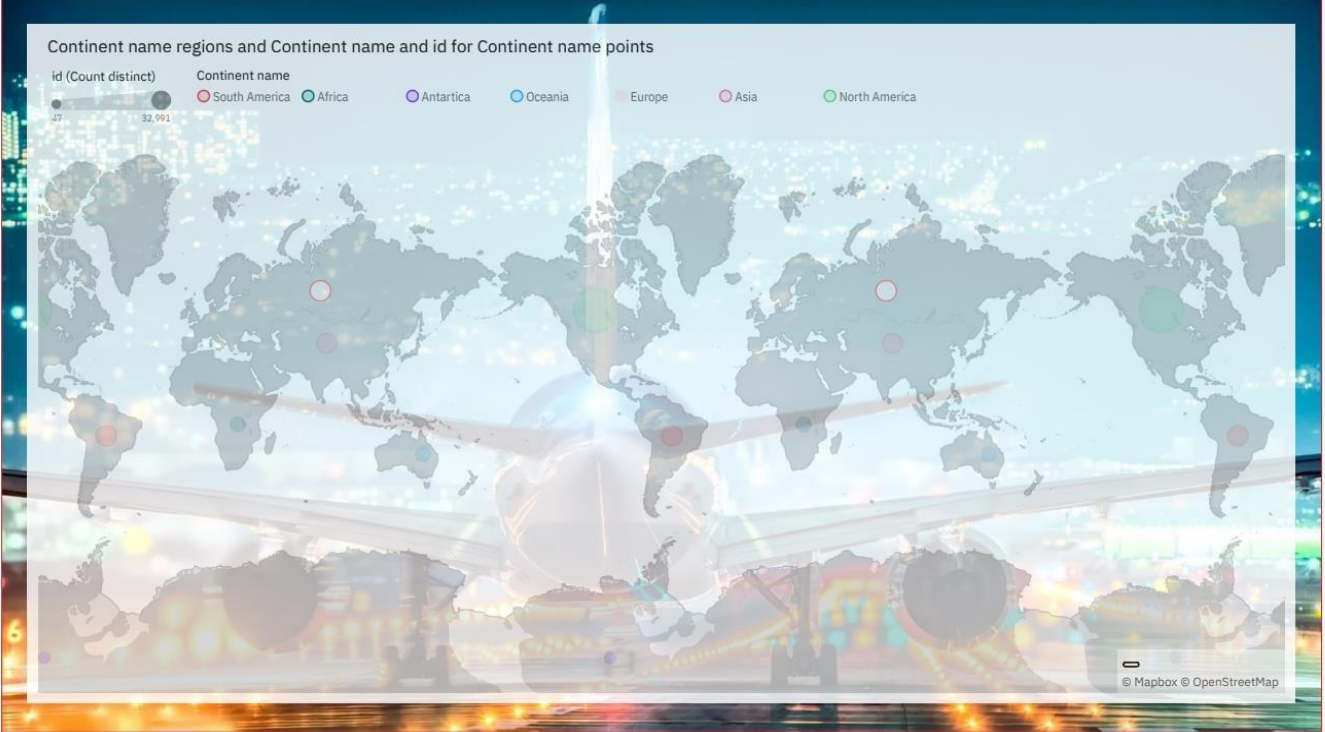 Continent name regions and Continent name and id for Continent name points
id (Count distinct)
47
32,991
Continent name
South America
Africa
Antartica
Oceania
Europe
Asia
North America
© Mapbox © OpenStreetMap
6